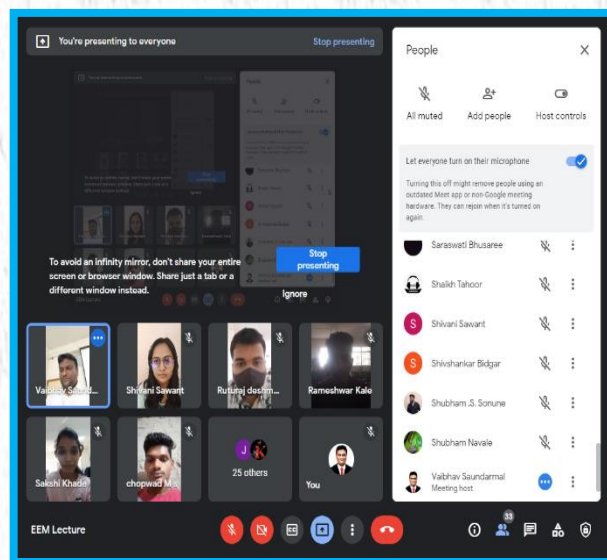 You're presenting to everyone
Stop presenting
To avoid an infinity mirror, don't share your entire
screen or browser window. Share just a tab or a
different window instead.
Stop
presenting
Ignore
Vaibhav Saund...
Shivani Sawant
Ruturaj deshm...
Rameshwar Kale
Sakshi Khade
chopwad M s
J
25 others
You
EEM Lecture
33
People
All muted
Add people
Host controls
Let everyone turn on their microphone
Turning this off might remove people using an
outdated Meet app or non-Google meeting
hardware. They can rejoin when it's turned on
again.
Saraswati Bhusaree
Shaikh Tahoor
S
Shivani Sawant
S
Shivshankar Bidgar
Shubham .S. Sonune
Shubham Navale
Vaibhav Saundarmal
Meeting host